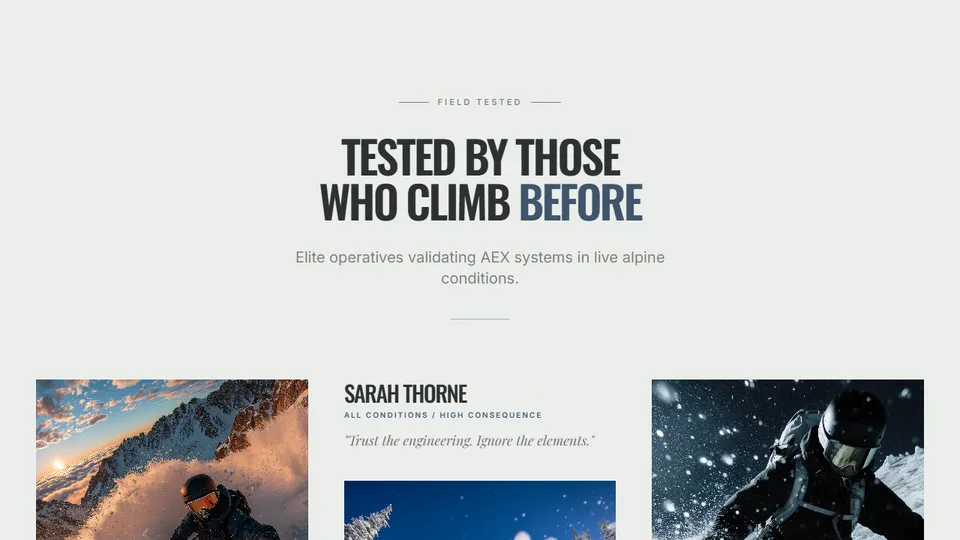 FIELD TESTED
TESTED BY THOSE
WHO CLIMB BEFORE
Elite operatives validating AEX systems in live alpine
conditions.
SARAH THORNE
ALL CONDITIONS / HIGH CONSEQUENCE
"Trust the engineering. Ignore the elements."